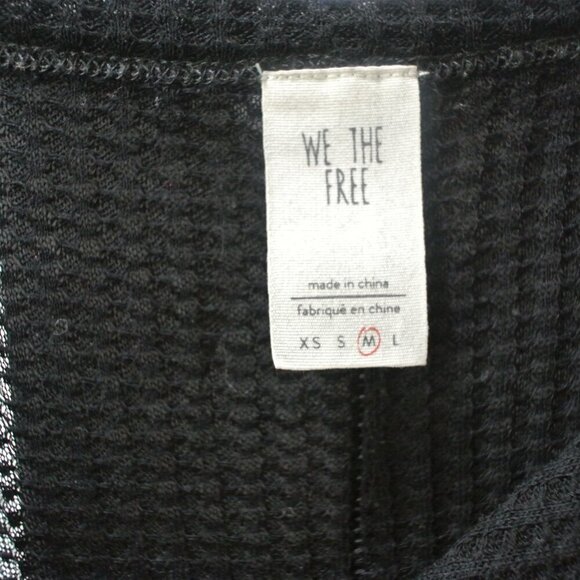 WE THE
FREE
made in china
fabriqué en chine
XS S M L